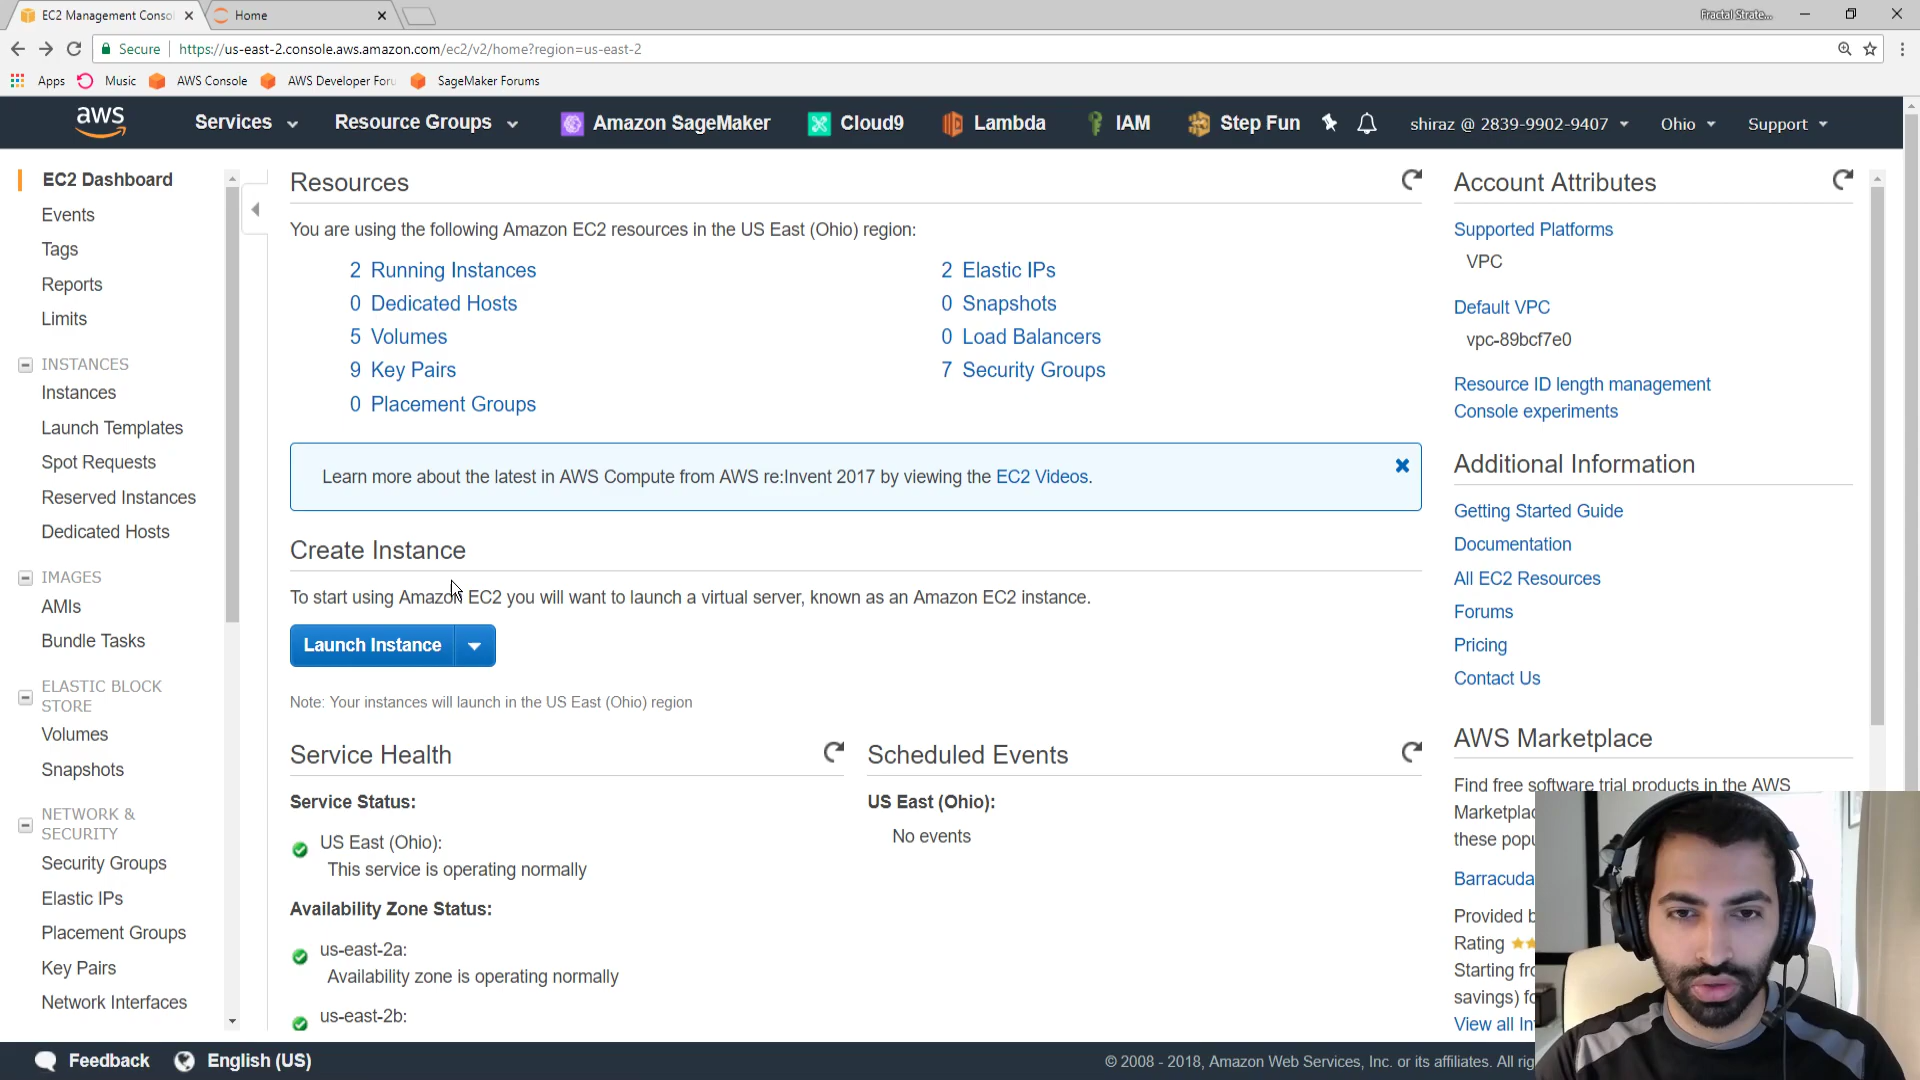 EC2 Management Conso
Home
Fractal Strate...
Secure
https://us-east-2.console.aws.amazon.com/ec2/v2/home?region=us-east-2
Apps
Music
AWS Console
AWS Developer Foru
SageMaker Forums
aws
Services
Resource Groups
Amazon SageMaker
Cloud9
Lambda
IAM
Step Fun
shiraz @ 2839-9902-9407
Ohio
Support
EC2 Dashboard
Events
Tags
Reports
Limits
INSTANCES
Instances
Launch Templates
Spot Requests
Reserved Instances
Dedicated Hosts
IMAGES
AMIs
Bundle Tasks
ELASTIC BLOCK
STORE
Volumes
Snapshots
NETWORK &
SECURITY
Security Groups
Elastic IPs
Placement Groups
Key Pairs
Network Interfaces
Resources
You are using the following Amazon EC2 resources in the US East (Ohio) region:
2 Running Instances
2 Elastic IPs
0 Dedicated Hosts
0 Snapshots
5 Volumes
0 Load Balancers
9 Key Pairs
7 Security Groups
0 Placement Groups
Learn more about the latest in AWS Compute from AWS re:Invent 2017 by viewing the EC2 Videos.
Create Instance
To start using Amazon EC2 you will want to launch a virtual server, known as an Amazon EC2 instance.
Launch Instance
Note: Your instances will launch in the US East (Ohio) region
Service Health
Service Status:
US East (Ohio):
This service is operating normally
Availability Zone Status:
us-east-2a:
Availability zone is operating normally
us-east-2b:
Scheduled Events
US East (Ohio):
No events
Account Attributes
Supported Platforms
VPC
Default VPC
vpc-89bcf7e0
Resource ID length management
Console experiments
Additional Information
Getting Started Guide
Documentation
All EC2 Resources
Forums
Pricing
Contact Us
AWS Marketplace
Find free software trial products in the AWS
Marketplac
these popu
Barracuda
Provided b
Rating
Starting fro
savings) fo
View all In
Feedback
English (US)
© 2008 - 2018, Amazon Web Services, Inc. or its affiliates. All rig